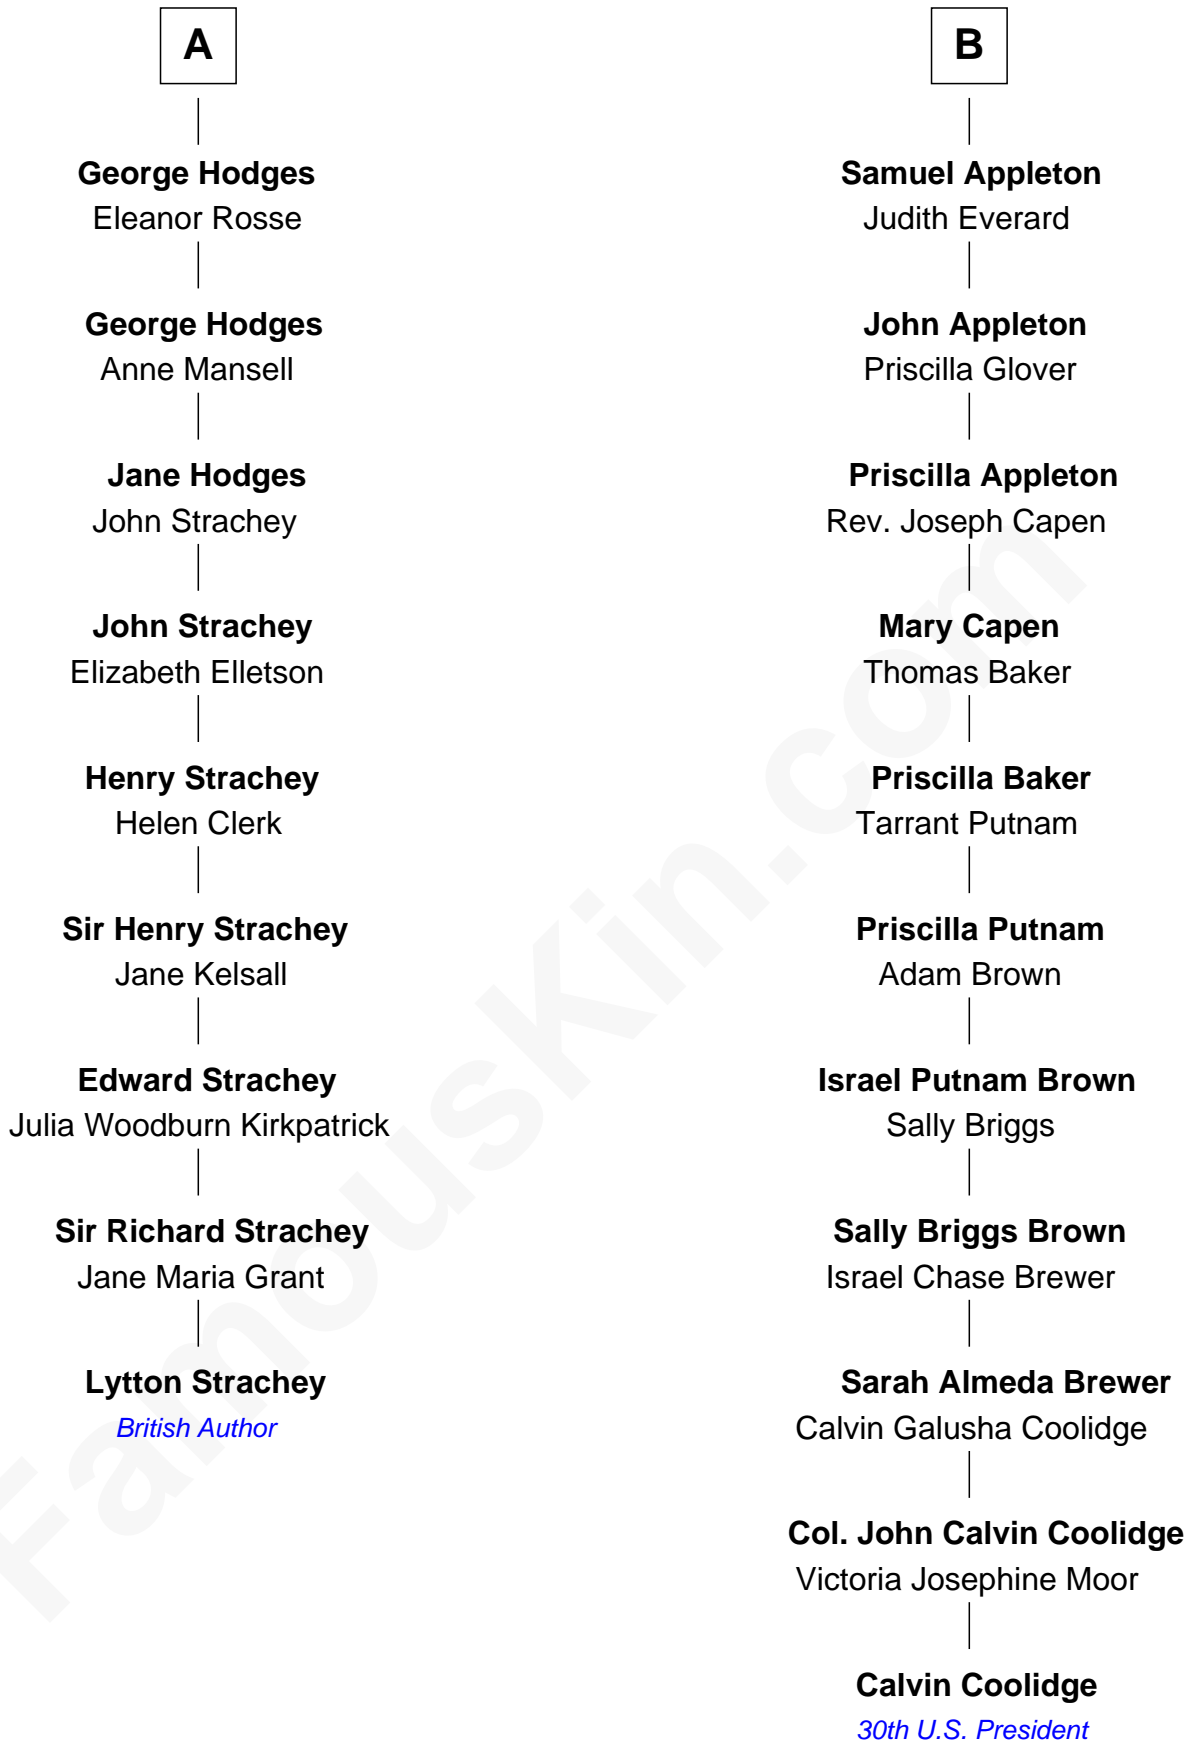 A
George Hodges
Eleanor Rosse
George Hodges
Anne Mansell
Jane Hodges
John Strachey
John Strachey
Elizabeth Elletson
Henry Strachey
Helen Clerk
Sir Henry Strachey
Jane Kelsall
Edward Strachey
Julia Woodburn Kirkpatrick
Sir Richard Strachey
Jane Maria Grant
Lytton Strachey
British Author
B
Samuel Appleton
Judith Everard
John Appleton
Priscilla Glover
Priscilla Appleton
Rev. Joseph Capen
Mary Capen
Thomas Baker
Priscilla Baker
Tarrant Putnam
Priscilla Putnam
Adam Brown
Israel Putnam Brown
Sally Briggs
Sally Briggs Brown
Israel Chase Brewer
Sarah Almeda Brewer
Calvin Galusha Coolidge
Col. John Calvin Coolidge
Victoria Josephine Moor
Calvin Coolidge
30th U.S. President
FamousKin.com